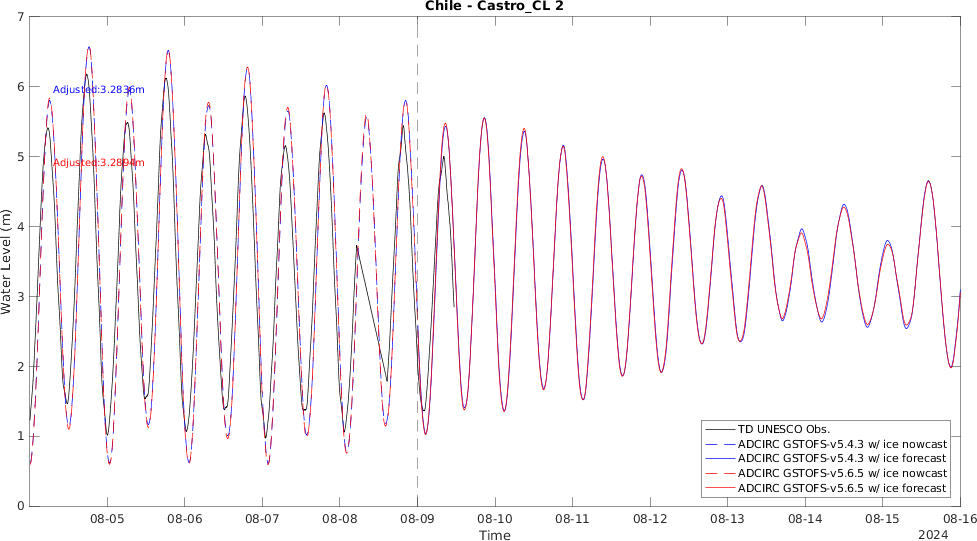 Chile - Castro_CL 2
7
6
5
4
3
2
1
0
Water Level (m)
Adjusted:3.2836m
Adjusted:3.2894m
TD UNESCO Obs.
ADCIRC GSTOFS-v5.4.3 w/ ice nowcast
ADCIRC GSTOFS-v5.4.3 w/ ice forecast
ADCIRC GSTOFS-v5.6.5 w/ ice nowcast
ADCIRC GSTOFS-v5.6.5 w/ ice forecast
08-05 08-06 08-07 08-08 08-09 08-10 08-11 08-12 08-13 08-14 08-15 08-16
Time
2024